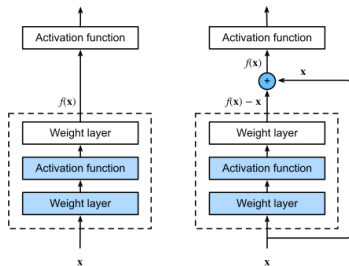 Activation function
f(x)
Weight layer
Activation function
Weight layer
x
Activation function
f(x)
x
+
f(x) − x
Weight layer
Activation function
Weight layer
x